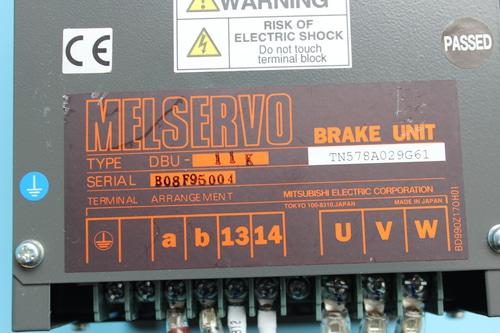 WARNING
RISK OF
ELECTRIC SHOCK
Do not touch
terminal block
CE
PASSED
MELSERVO
BRAKE UNIT
TYPE DBU-11K
TN578A029G61
SERIAL B08F95004
MITSUBISHI ELECTRIC CORPORATION
TERMINAL ARRANGEMENT
TOKYO 100-8310,JAPAN MADE IN JAPAN
a b 13 14 U V W
BD990Z170H01